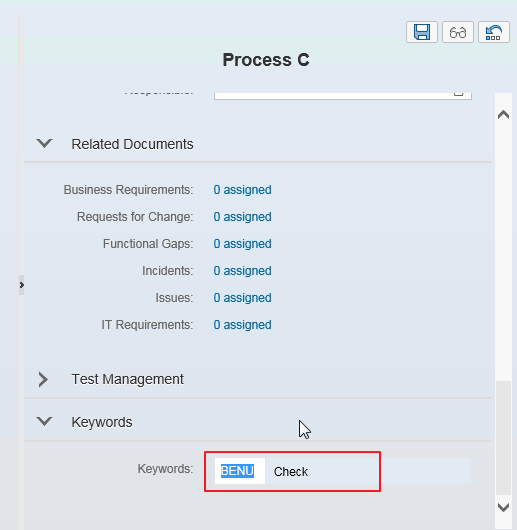 Process C
Responsible:
Related Documents
Business Requirements: 0 assigned
Requests for Change: 0 assigned
Functional Gaps: 0 assigned
Incidents: 0 assigned
Issues: 0 assigned
IT Requirements: 0 assigned
Test Management
Keywords
Keywords: BENU Check